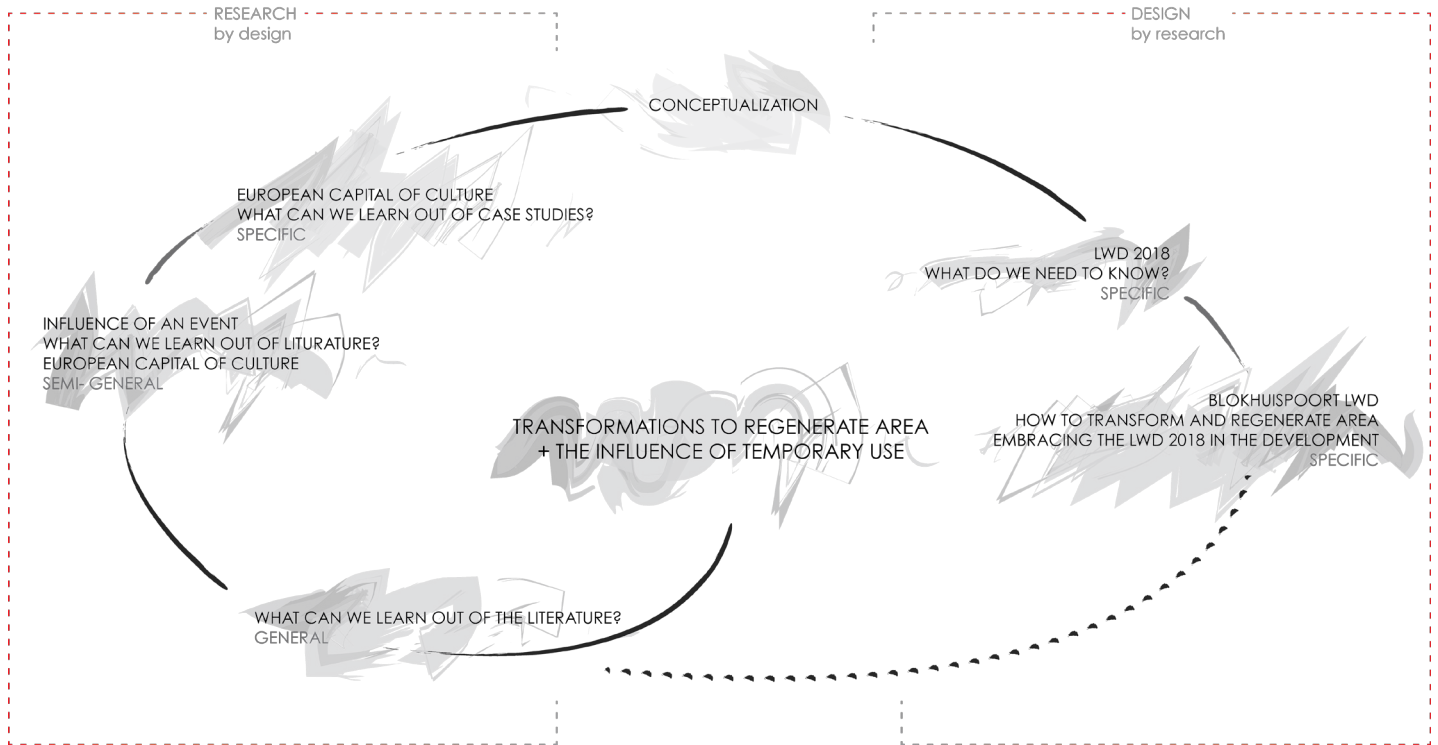 RESEARCH
by design
DESIGN
by research
CONCEPTUALIZATION
EUROPEAN CAPITAL OF CULTURE
WHAT CAN WE LEARN OUT OF CASE STUDIES?
SPECIFIC
LWD 2018
WHAT DO WE NEED TO KNOW?
SPECIFIC
INFLUENCE OF AN EVENT
WHAT CAN WE LEARN OUT OF LITURATURE?
EUROPEAN CAPITAL OF CULTURE
SEMI- GENERAL
BLOKHUISPOORT LWD
HOW TO TRANSFORM AND REGENERATE AREA
EMBRACING THE LWD 2018 IN THE DEVELOPMENT
SPECIFIC
TRANSFORMATIONS TO REGENERATE AREA
+ THE INFLUENCE OF TEMPORARY USE
WHAT CAN WE LEARN OUT OF THE LITERATURE?
GENERAL